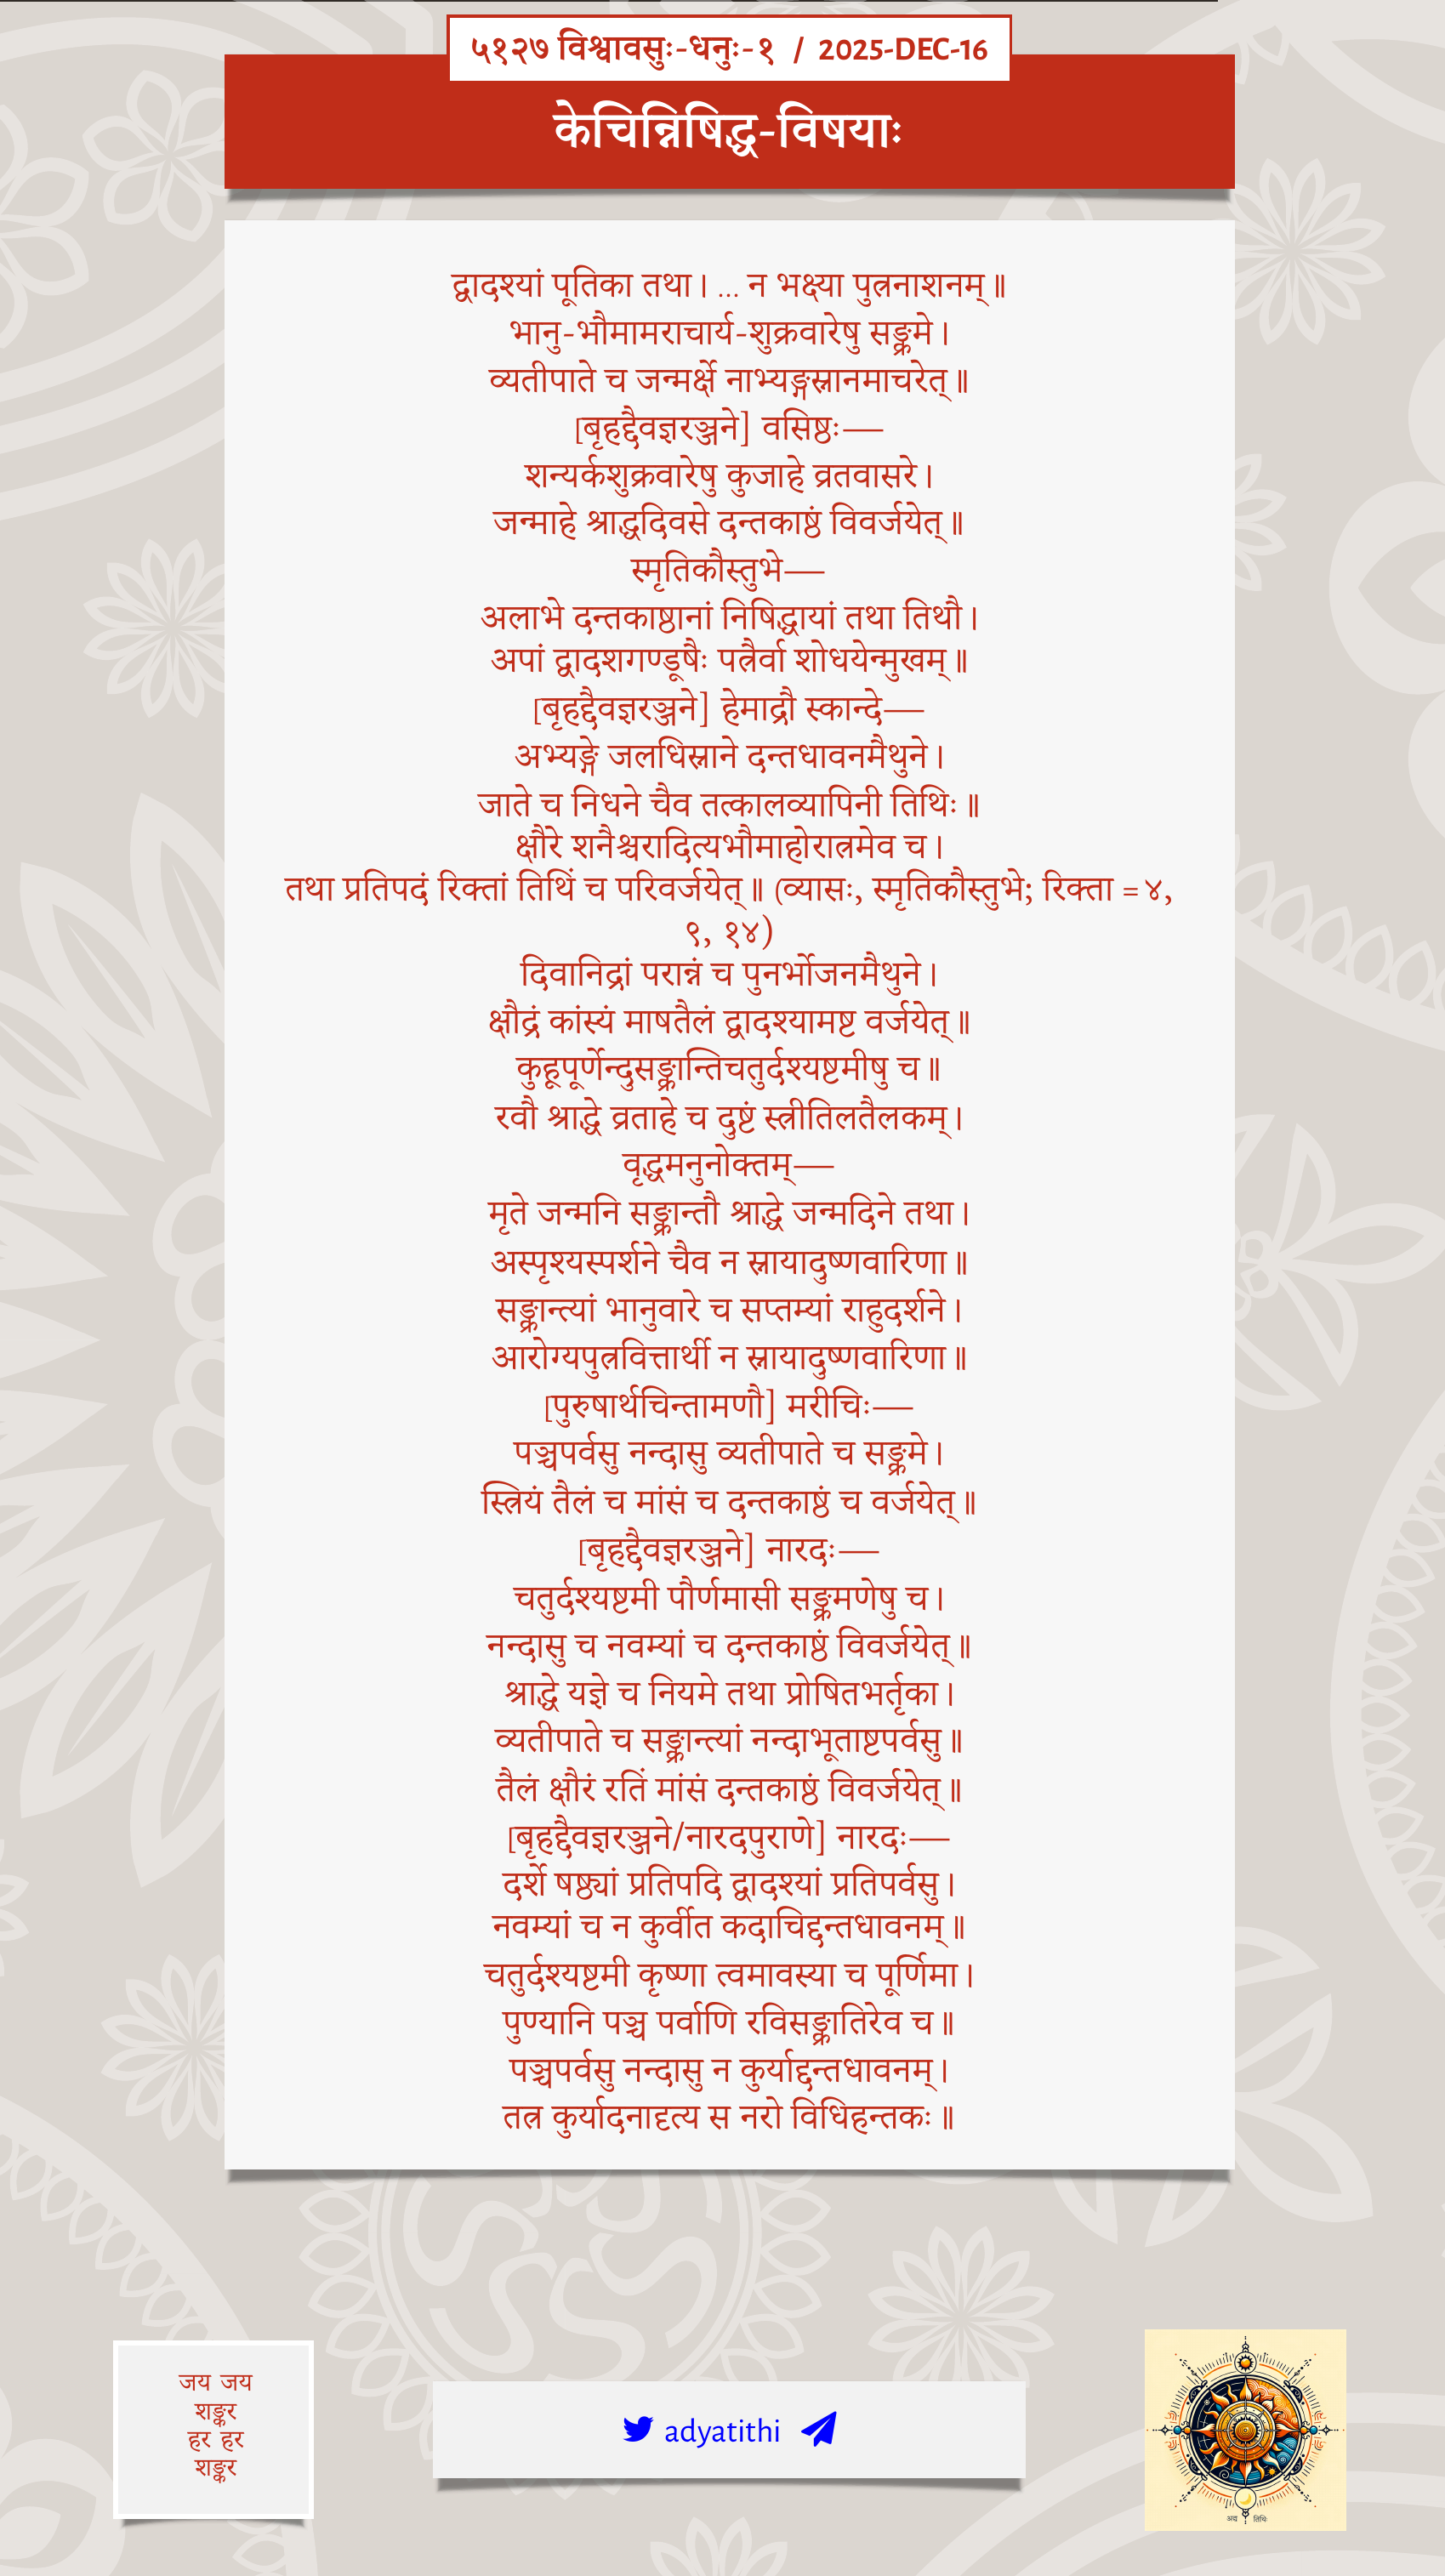 ५१२७ विश्वावसुः-धनुः-१ / 2025-DEC-16
केचिन्निषिद्ध-विषयाः
द्वादश्यां पूतिका तथा। … न भक्ष्या पुत्रनाशनम्॥
भानु-भौमामराचार्य-शुक्रवारेषु सङ्क्रमे।
व्यतीपाते च जन्मर्क्षे नाभ्यङ्गस्नानमाचरेत्॥
[बृहद्दैवज्ञरञ्जने] वसिष्ठः—
शन्यर्कशुक्रवारेषु कुजाहे व्रतवासरे।
जन्माहे श्राद्धदिवसे दन्तकाष्ठं विवर्जयेत्॥
स्मृतिकौस्तुभे—
अलाभे दन्तकाष्ठानां निषिद्धायां तथा तिथौ।
अपां द्वादशगण्डूषैः पत्रैर्वा शोधयेन्मुखम्॥
[बृहद्दैवज्ञरञ्जने] हेमाद्रौ स्कान्दे—
अभ्यङ्गे जलधिस्नाने दन्तधावनमैथुने।
जाते च निधने चैव तत्कालव्यापिनी तिथिः॥
क्षौरे शनैश्चरादित्यभौमाहोरात्रमेव च।
तथा प्रतिपदं रिक्तां तिथिं च परिवर्जयेत्॥ (व्यासः, स्मृतिकौस्तुभे; रिक्ता = ४,
९, १४)
दिवानिद्रां परान्नं च पुनर्भोजनमैथुने।
क्षौद्रं कांस्यं माषतैलं द्वादश्यामष्ट वर्जयेत्॥
कुहूपूर्णेन्दुसङ्क्रान्तिचतुर्दश्यष्टमीषु च॥
रवौ श्राद्धे व्रताहे च दुष्टं स्त्रीतिलतैलकम्।
वृद्धमनुनोक्तम्—
मृते जन्मनि सङ्क्रान्तौ श्राद्धे जन्मदिने तथा।
अस्पृश्यस्पर्शने चैव न स्नायादुष्णवारिणा॥
सङ्क्रान्त्यां भानुवारे च सप्तम्यां राहुदर्शने।
आरोग्यपुत्रवित्तार्थी न स्नायादुष्णवारिणा॥
[पुरुषार्थचिन्तामणौ] मरीचिः—
पञ्चपर्वसु नन्दासु व्यतीपाते च सङ्क्रमे।
स्त्रियं तैलं च मांसं च दन्तकाष्ठं च वर्जयेत्॥
[बृहद्दैवज्ञरञ्जने] नारदः—
चतुर्दश्यष्टमी पौर्णमासी सङ्क्रमणेषु च।
नन्दासु च नवम्यां च दन्तकाष्ठं विवर्जयेत्॥
श्राद्धे यज्ञे च नियमे तथा प्रोषितभर्तृका।
व्यतीपाते च सङ्क्रान्त्यां नन्दाभूताष्टपर्वसु॥
तैलं क्षौरं रतिं मांसं दन्तकाष्ठं विवर्जयेत्॥
[बृहद्दैवज्ञरञ्जने/नारदपुराणे] नारदः—
दर्शे षष्ठ्यां प्रतिपदि द्वादश्यां प्रतिपर्वसु।
नवम्यां च न कुर्वीत कदाचिद्दन्तधावनम्॥
चतुर्दश्यष्टमी कृष्णा त्वमावस्या च पूर्णिमा।
पुण्यानि पञ्च पर्वाणि रविसङ्क्रातिरेव च॥
पञ्चपर्वसु नन्दासु न कुर्याद्दन्तधावनम्।
तत्र कुर्यादनादृत्य स नरो विधिहन्तकः॥
जय जय
शङ्कर
हर हर
शङ्कर
adyatithi
अद्य तिथिः